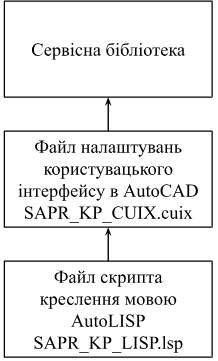 Сервісна бібліотека
Файл налаштувань
користувацького
інтерфейсу в AutoCAD
SAPR_KP_CUIX.cuix
Файл скрипта
креслення мовою
AutoLISP
SAPR_KP_LISP.lsp